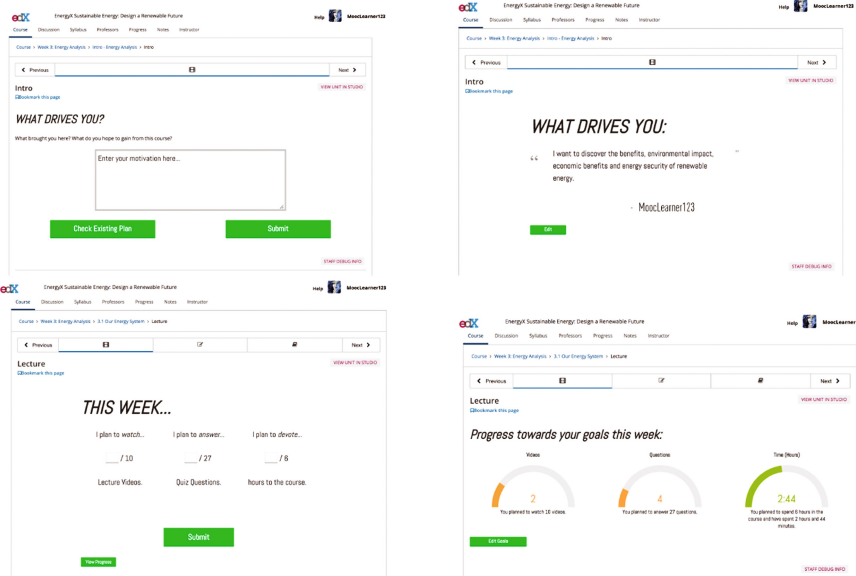 edX
EnergyX Sustainable Energy: Design a Renewable Future
Help
MoocLearner123
Course Discussion Syllabus Professors Progress Notes Instructor
Course › Week 3: Energy Analysis › Intro - Energy Analysis › Intro
Previous
Next
Intro
VIEW UNIT IN STUDIO
Bookmark this page
WHAT DRIVES YOU?
What brought you here? What do you hope to gain from this course?
Enter your motivation here...
Check Existing Plan
Submit
STAFF DEBUG INFO
edX
EnergyX Sustainable Energy: Design a Renewable Future
Help
MoocLearner123
Course Discussion Syllabus Professors Progress Notes Instructor
Course › Week 3: Energy Analysis › Intro - Energy Analysis › Intro
Previous
Next
Intro
VIEW UNIT IN STUDIO
Bookmark this page
WHAT DRIVES YOU:
“ I want to discover the benefits, environmental impact, ”
economic benefits and energy security of renewable
energy.
- MoocLearner123
Edit
STAFF DEBUG INFO
edX
EnergyX Sustainable Energy: Design a Renewable Future
Help
MoocLearner123
Course Discussion Syllabus Professors Progress Notes Instructor
Course › Week 3: Energy Analysis › 3.1 Our Energy System › Lecture
Previous
Next
Lecture
VIEW UNIT IN STUDIO
Bookmark this page
THIS WEEK...
I plan to watch... I plan to answer... I plan to devote...
___ / 10 ___ / 27 ___ / 6
Lecture Videos. Quiz Questions. hours to the course.
Submit
View Progress
edX
EnergyX Sustainable Energy: Design a Renewable Future
Help
MoocLearner
Course Discussion Syllabus Professors Progress Notes Instructor
Course › Week 3: Energy Analysis › 3.1 Our Energy System › Lecture
Previous
Next
Lecture
VIEW UNIT IN STUDIO
Bookmark this page
Progress towards your goals this week:
Videos Questions Time (Hours)
2 4 2:44
You planned to watch 10 videos. You planned to answer 27 questions. You planned to spend 6 hours in the
course and have spent 2 hours and 44
minutes.
Edit Goals
STAFF DEBUG INFO